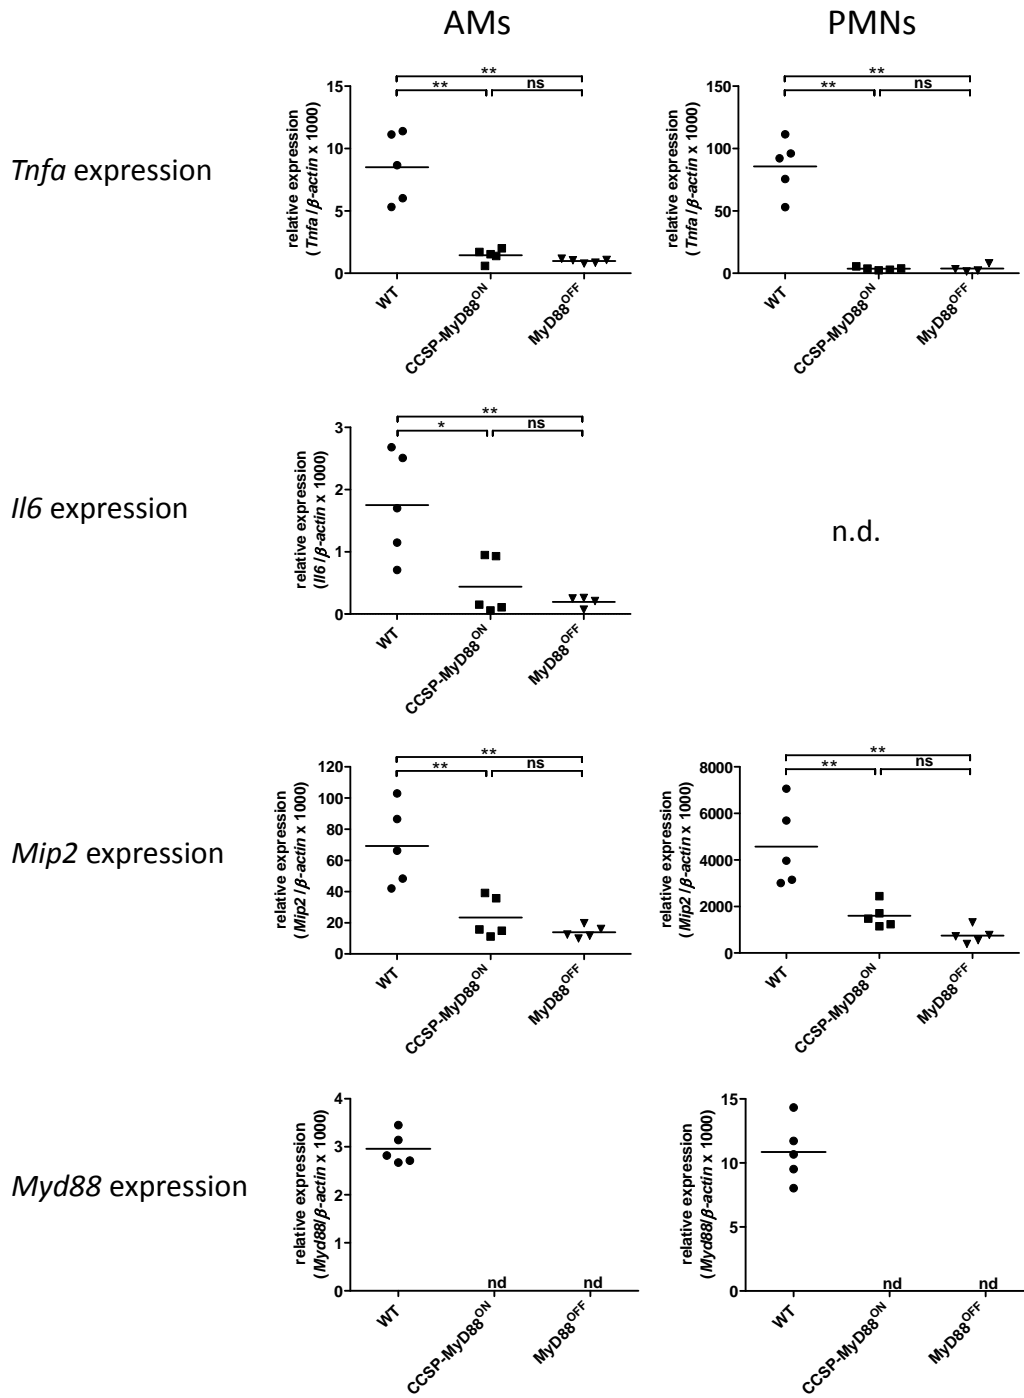 AMs
PMNs
Tnfa expression
relative expression
(Tnfa/β-actin x 1000)
15
10
5
0
**
**
ns
WT
CCSP-MyD88ON
MyD88OFF
relative expression
(Tnfa/β-actin x 1000)
150
100
50
0
**
**
ns
WT
CCSP-MyD88ON
MyD88OFF
Il6 expression
relative expression
(Il6/β-actin x 1000)
3
2
1
0
**
*
ns
WT
CCSP-MyD88ON
MyD88OFF
n.d.
Mip2 expression
relative expression
(Mip2/β-actin x 1000)
120
100
80
60
40
20
0
**
**
ns
WT
CCSP-MyD88ON
MyD88OFF
relative expression
(Mip2/β-actin x 1000)
8000
6000
4000
2000
0
**
**
ns
WT
CCSP-MyD88ON
MyD88OFF
Myd88 expression
relative expression
(Myd88/β-actin x 1000)
4
3
2
1
0
nd
nd
WT
CCSP-MyD88ON
MyD88OFF
relative expression
(Myd88/β-actin x 1000)
15
10
5
0
nd
nd
WT
CCSP-MyD88ON
MyD88OFF